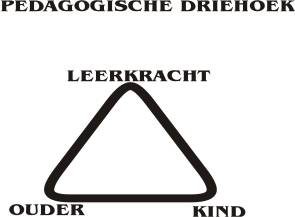 PEDAGOGISCHE DRIEHOEK
LEERKRACHT
OUDER
KIND